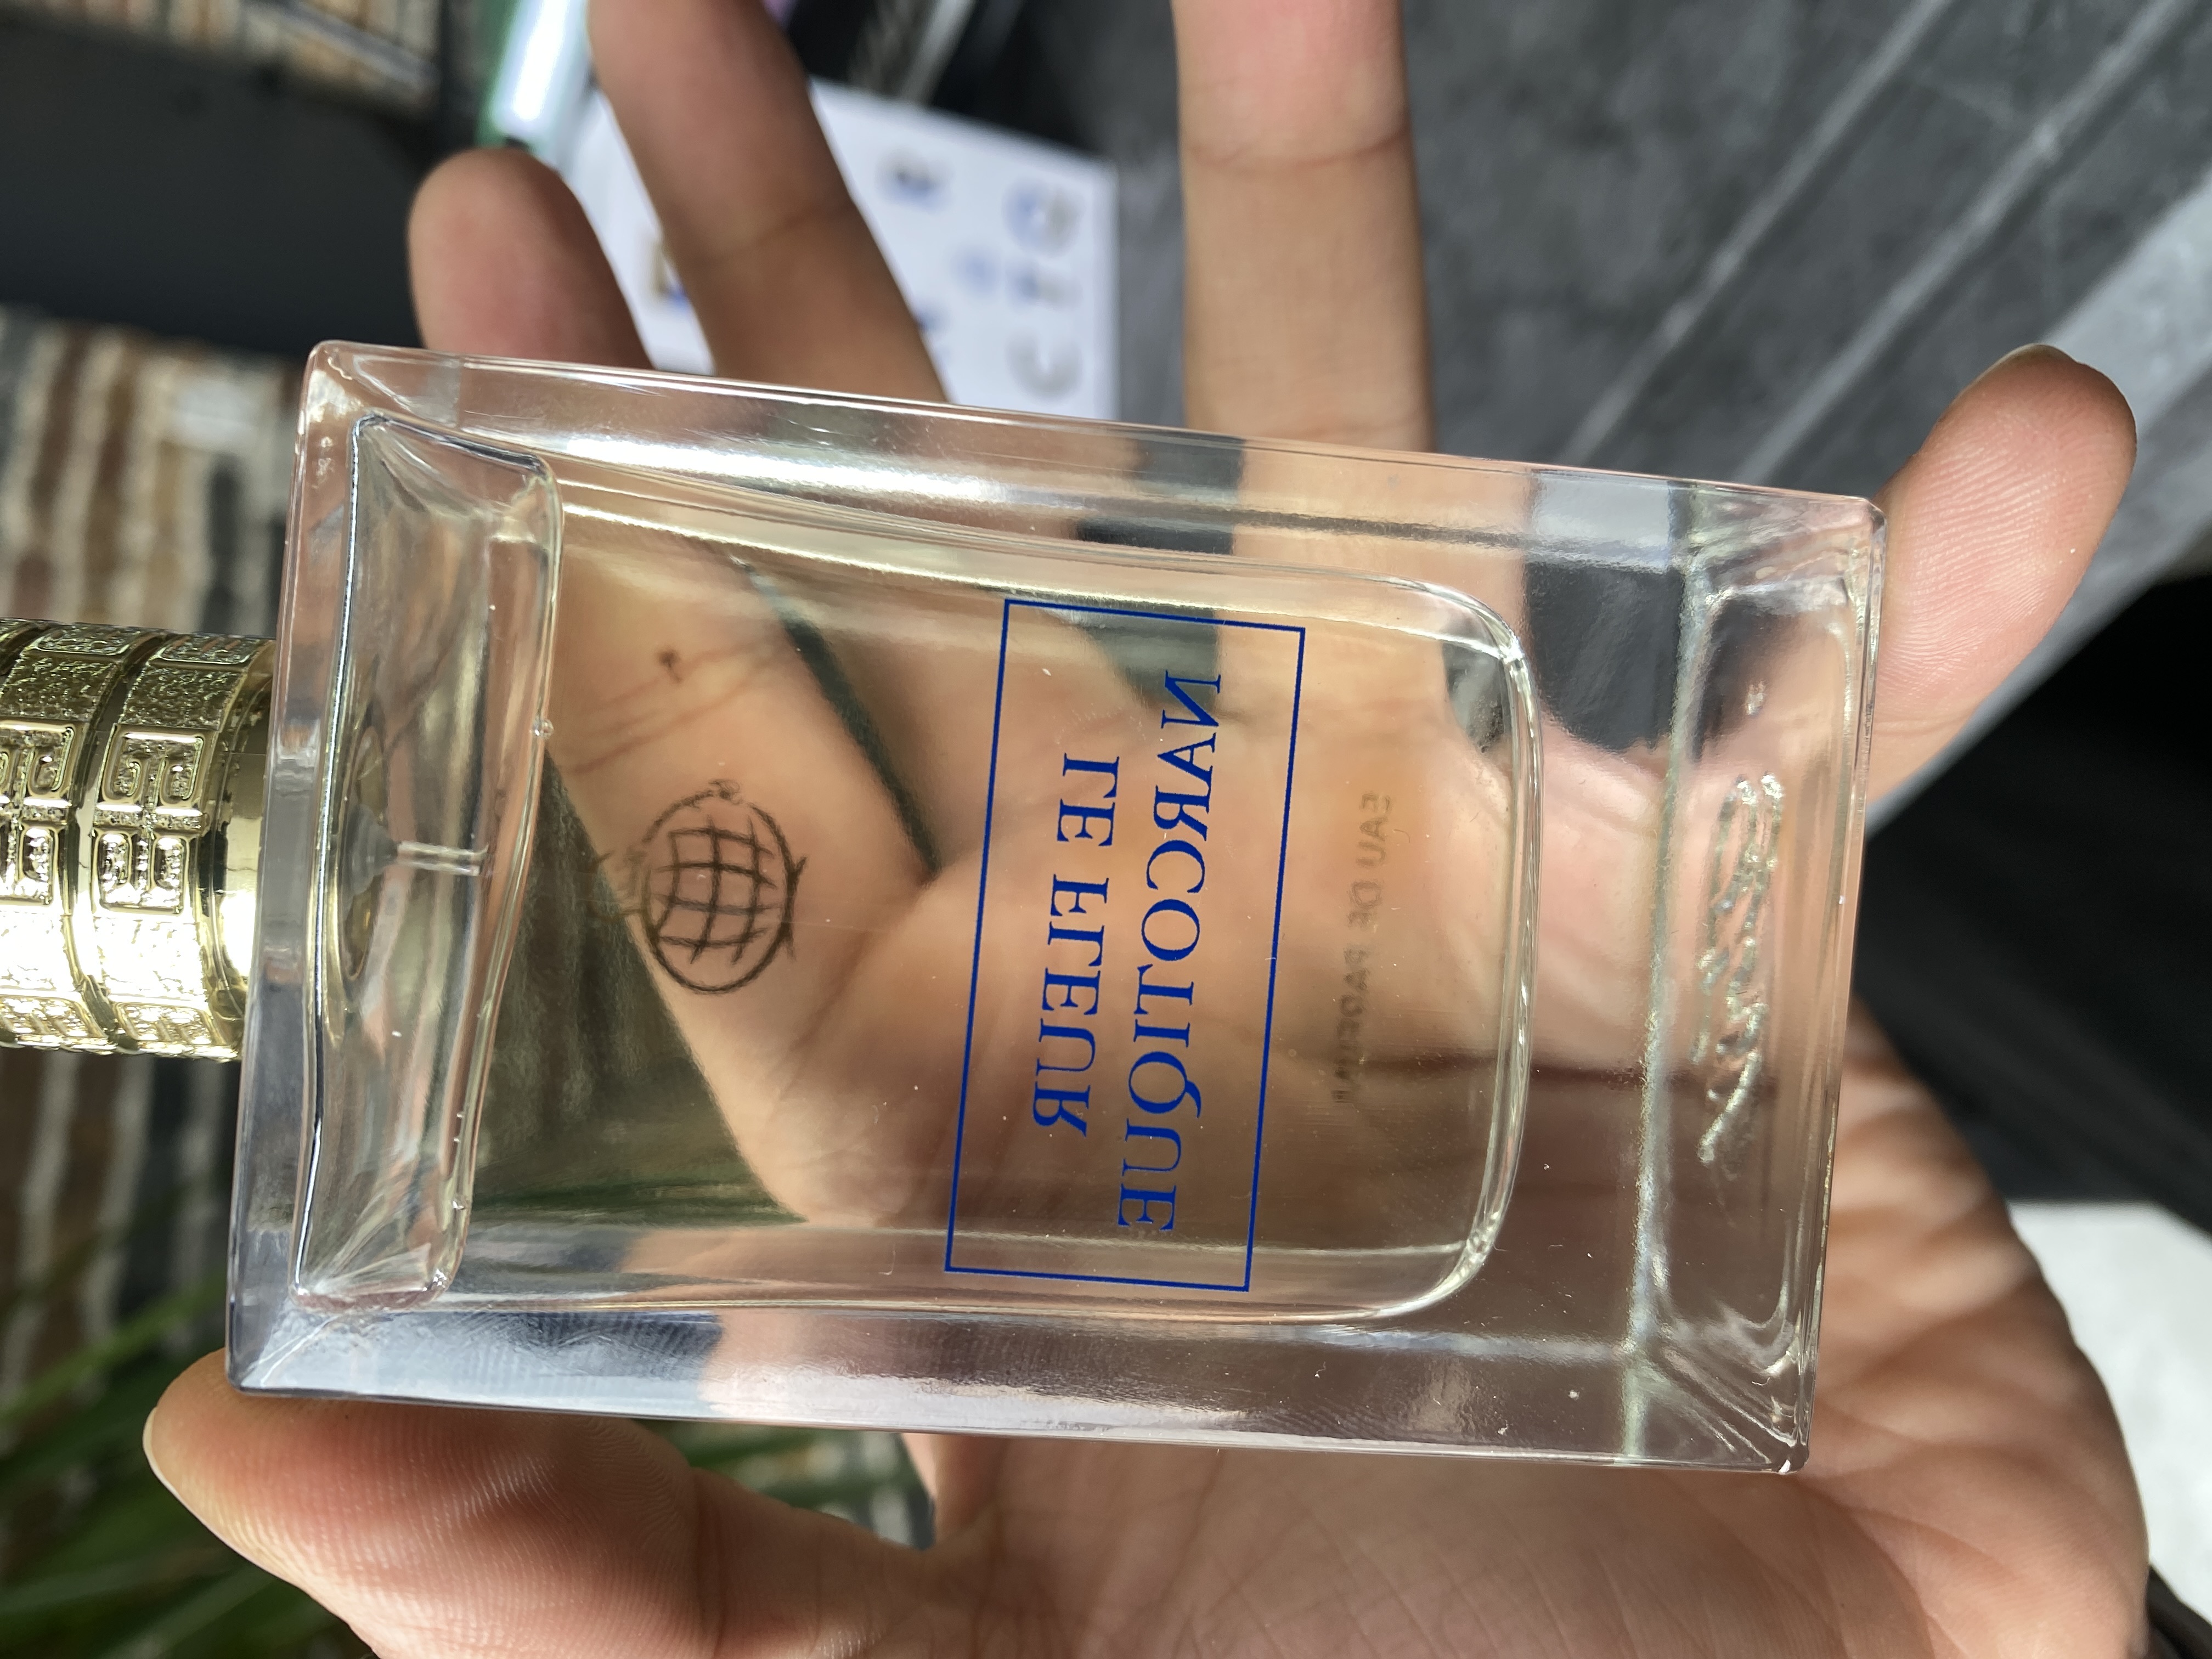 LE FLEUR
NARCOTIQUE
EAU DE PARFUM